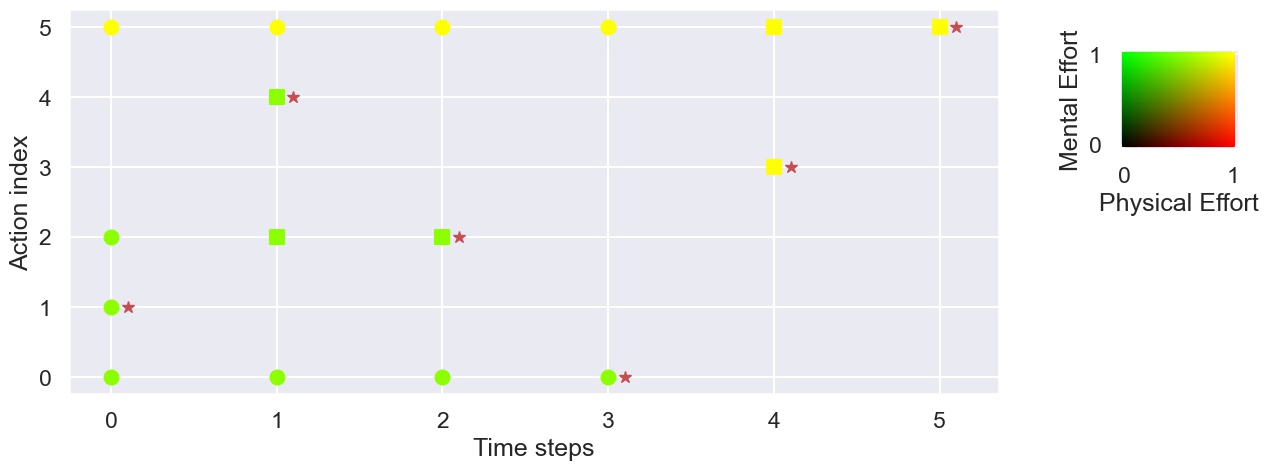 5
4
3
2
1
0
Action index
0 1 2 3 4 5
Time steps
Mental Effort
1
0
0 1
Physical Effort